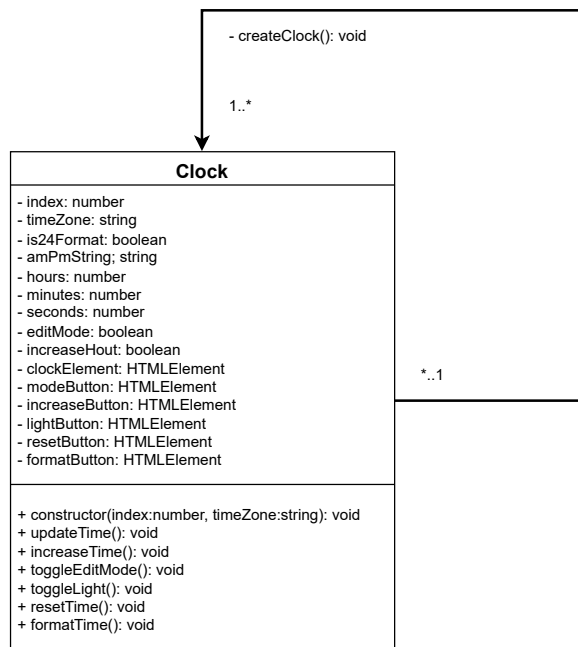 - createClock(): void
1..*
Clock
- index: number
- timeZone: string
- is24Format: boolean
- amPmString; string
- hours: number
- minutes: number
- seconds: number
- editMode: boolean
- increaseHout: boolean
- clockElement: HTMLElement
- modeButton: HTMLElement
- increaseButton: HTMLElement
- lightButton: HTMLElement
- resetButton: HTMLElement
- formatButton: HTMLElement
*..1
+ constructor(index:number, timeZone:string): void
+ updateTime(): void
+ increaseTime(): void
+ toggleEditMode(): void
+ toggleLight(): void
+ resetTime(): void
+ formatTime(): void